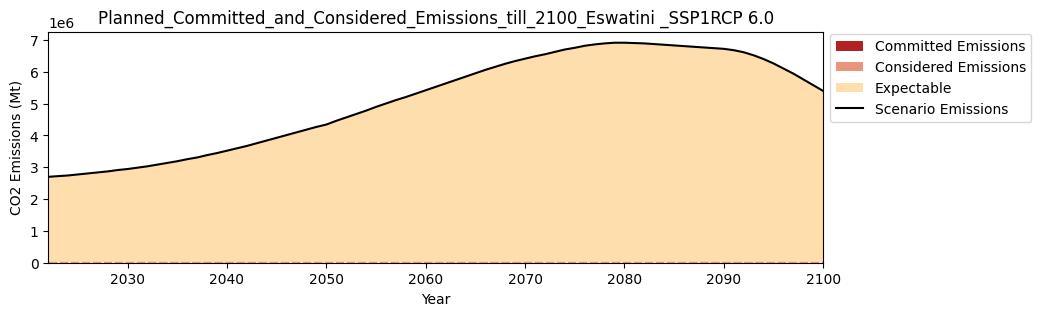 Planned_Committed_and_Considered_Emissions_till_2100_Eswatini _SSP1RCP 6.0
1e6
7
6
5
4
3
2
1
0
CO2 Emissions (Mt)
2030 2040 2050 2060 2070 2080 2090 2100
Year
Committed Emissions
Considered Emissions
Expectable
Scenario Emissions